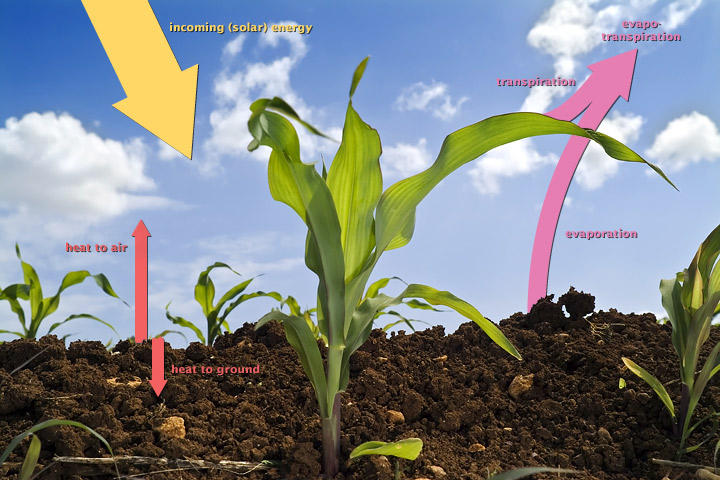 incoming (solar) energy
evapo-
transpiration
transpiration
evaporation
heat to air
heat to ground